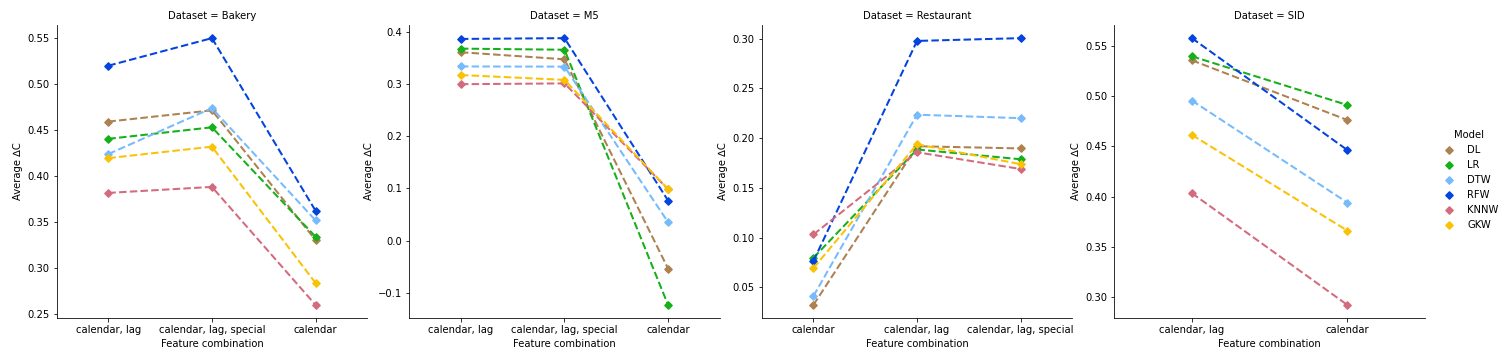 Dataset = Bakery
0.55
0.50
0.45
0.40
0.35
0.30
0.25
Average ΔC
calendar, lag
calendar, lag, special
calendar
Feature combination
Dataset = M5
0.4
0.3
0.2
0.1
0.0
−0.1
Average ΔC
calendar, lag
calendar, lag, special
calendar
Feature combination
Dataset = Restaurant
0.30
0.25
0.20
0.15
0.10
0.05
Average ΔC
calendar
calendar, lag
calendar, lag, special
Feature combination
Dataset = SID
0.55
0.50
0.45
0.40
0.35
0.30
Average ΔC
calendar, lag
calendar
Feature combination
Model
DL
LR
DTW
RFW
KNNW
GKW